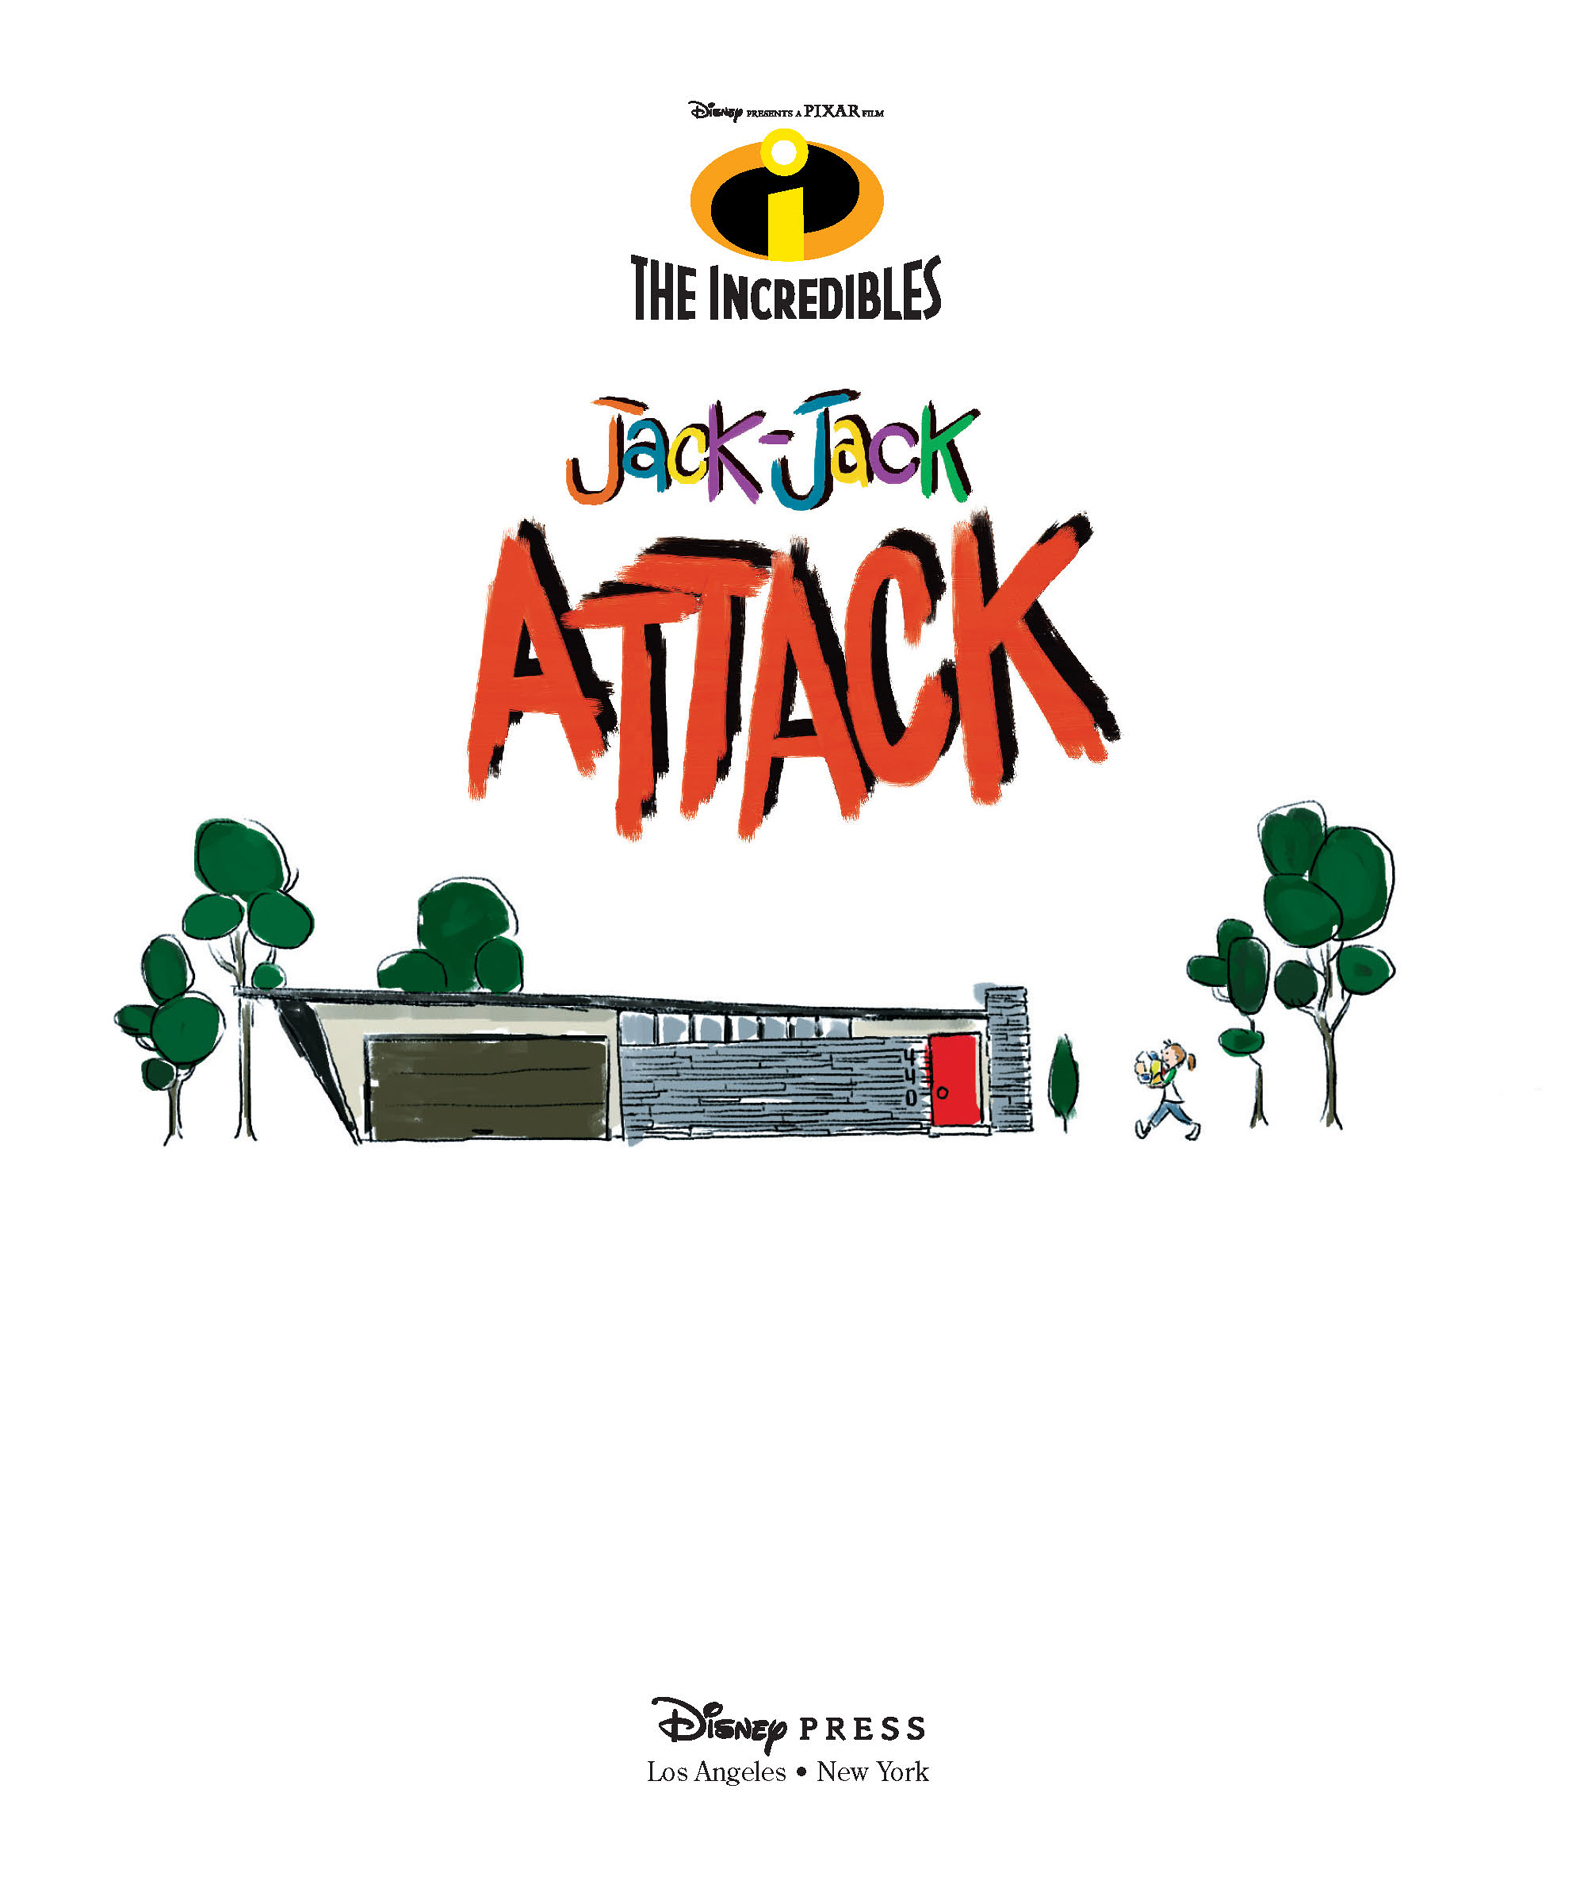 Disney PRESENTS A PIXAR FILM
THE INCREDIBLES
Jack-Jack
ATTACK
440
Disney PRESS
Los Angeles • New York